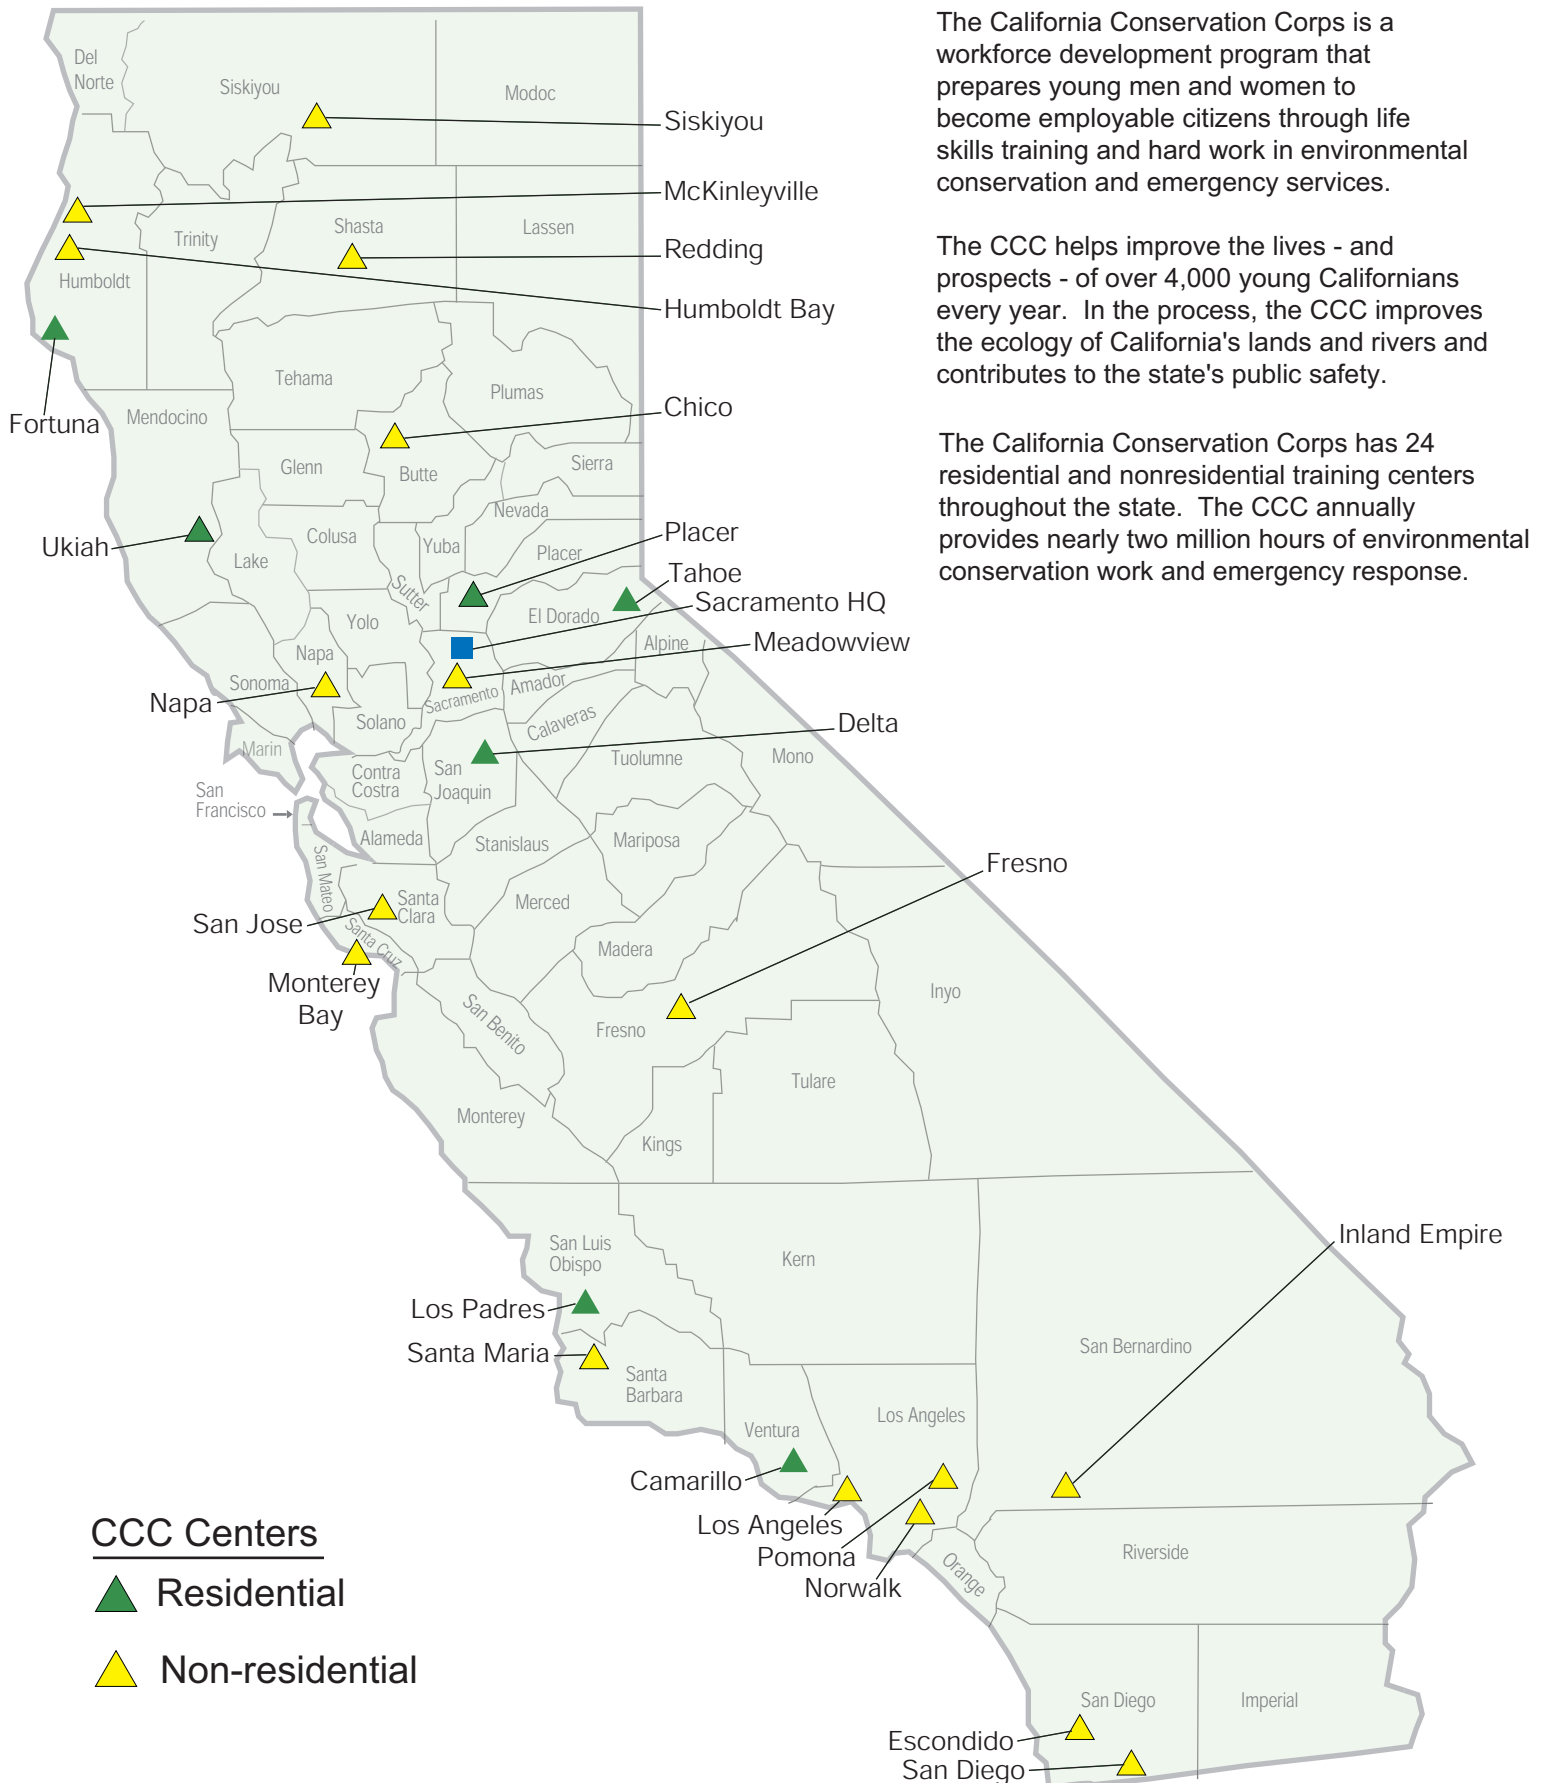 The California Conservation Corps is a
workforce development program that
prepares young men and women to
become employable citizens through life
skills training and hard work in environmental
conservation and emergency services.
The CCC helps improve the lives - and
prospects - of over 4,000 young Californians
every year.  In the process, the CCC improves
the ecology of California's lands and rivers and
contributes to the state's public safety.
The California Conservation Corps has 24
residential and nonresidential training centers
throughout the state.  The CCC annually
provides nearly two million hours of environmental
conservation work and emergency response.
Del
Norte
Siskiyou
Modoc
Siskiyou
McKinleyville
Trinity
Shasta
Lassen
Redding
Humboldt
Humboldt Bay
Tehama
Plumas
Chico
Fortuna
Mendocino
Glenn
Butte
Sierra
Nevada
Colusa
Yuba
Placer
Placer
Ukiah
Lake
Sutter
Tahoe
Sacramento HQ
El Dorado
Yolo
Alpine
Meadowview
Napa
Sonoma
Napa
Sacramento
Amador
Solano
Calaveras
Delta
Marin
Tuolumne
Mono
Contra
Costra
San
Joaquin
San
Francisco
Alameda
Stanislaus
Mariposa
San Mateo
Fresno
Santa
Clara
Merced
San Jose
Santa Cruz
Madera
Monterey
Bay
Inyo
San Benito
Fresno
Tulare
Monterey
Kings
Inland Empire
San Luis
Obispo
Kern
Los Padres
Santa Maria
San Bernardino
Santa
Barbara
Los Angeles
Ventura
Camarillo
Los Angeles
Pomona
Norwalk
Orange
Riverside
CCC Centers
Residential
Non-residential
San Diego
Imperial
Escondido
San Diego